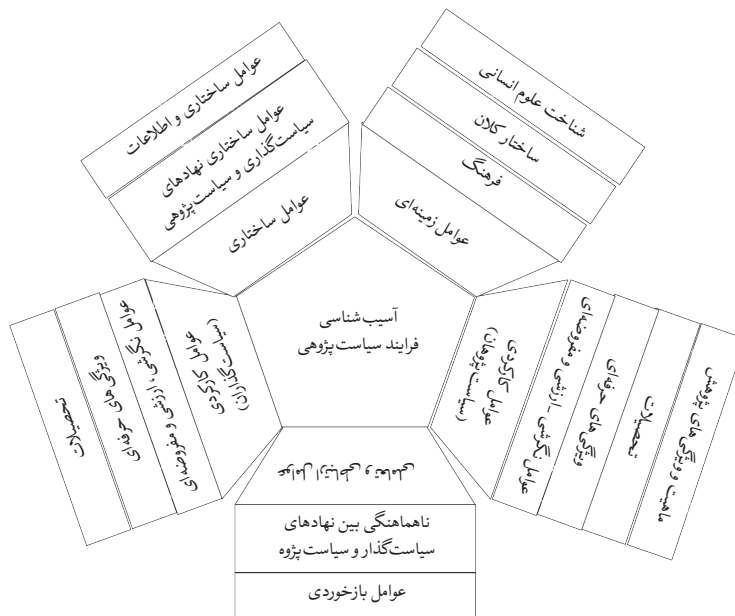 آسیب‌شناسی
فرایند سیاست‌پژوهی
عوامل زمینه‌ای
فرهنگ
ساختار کلان
شناخت علوم انسانی
عوامل ساختاری
عوامل ساختاری نهادهای
سیاست‌گذاری و سیاست‌پژوهی
عوامل ساختاری و اطلاعات
عوامل کارکردی
(سیاست‌گذاران)
عوامل نگرشی، ارزشی و مفروضه‌ای
ویژگی‌های حرفه‌ای
تحصیلات
عوامل کارکردی
(سیاست‌پژوهان)
عوامل نگرشی-ارزشی و مفروضه‌ای
ویژگی های حرفه‌ای
تحصیلات
ماهیت و ویژگی های پژوهش
عوامل ارتباطی و تعاملی
ناهماهنگی بین نهادهای
سیاست‌گذار و سیاست‌پژوه
عوامل بازخوردی